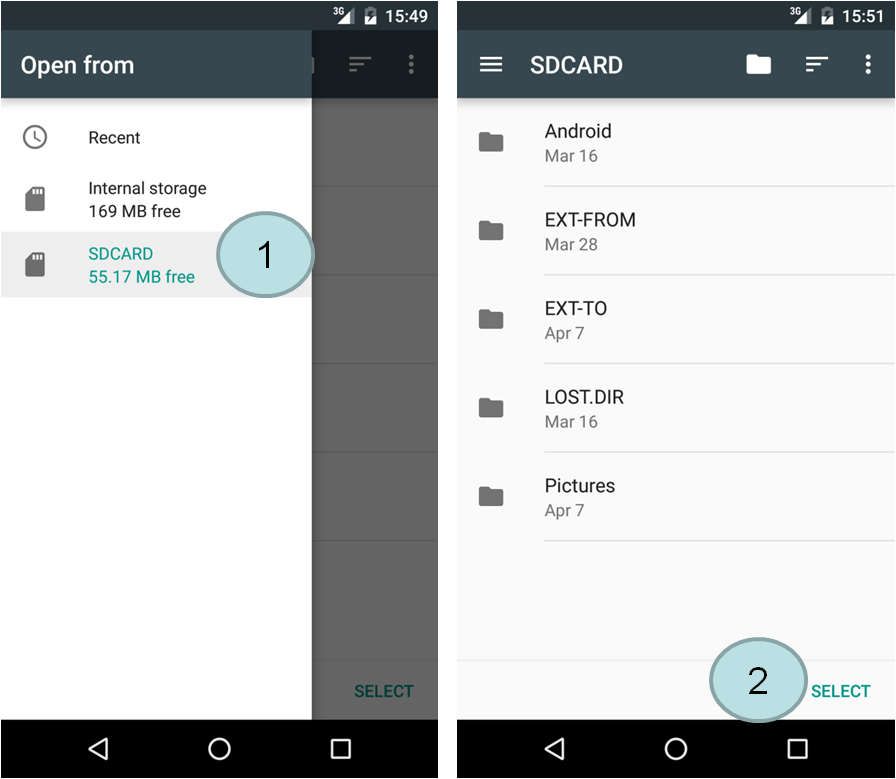 3G 15:49
Open from
Recent
Internal storage
169 MB free
SDCARD
55.17 MB free
1
SELECT
3G 15:51
SDCARD
Android
Mar 16
EXT-FROM
Mar 28
EXT-TO
Apr 7
LOST.DIR
Mar 16
Pictures
Apr 7
2
SELECT